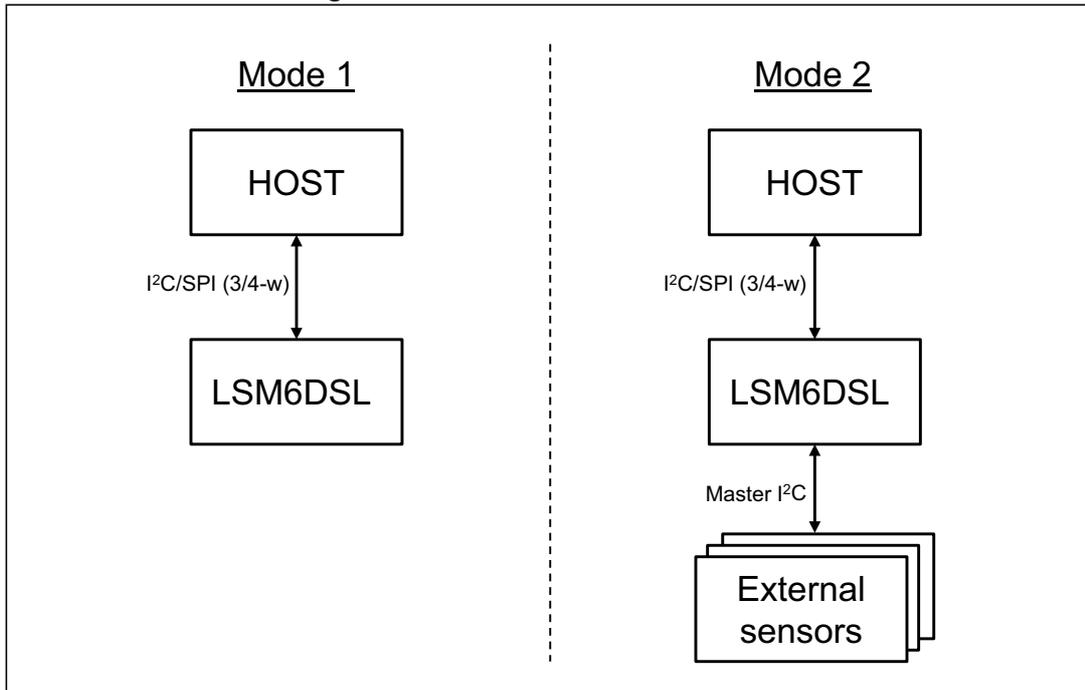 Mode 1
HOST
I²C/SPI (3/4-w)
LSM6DSL
Mode 2
HOST
I²C/SPI (3/4-w)
LSM6DSL
Master I²C
External
sensors